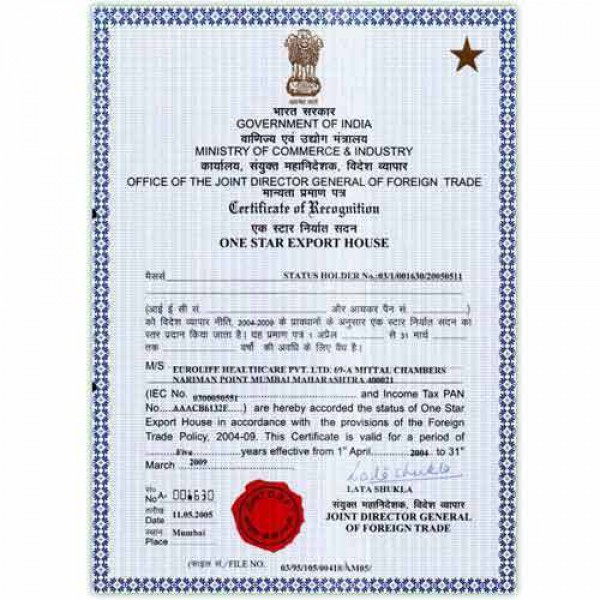 भारत सरकार
GOVERNMENT OF INDIA
वाणिज्य एवं उद्योग मंत्रालय
MINISTRY OF COMMERCE & INDUSTRY
कार्यालय, संयुक्त महानिदेशक, विदेश व्यापार
OFFICE OF THE JOINT DIRECTOR GENERAL OF FOREIGN TRADE
मान्यता प्रमाण पत्र
Certificate of Recognition
एक स्टार निर्यात सदन
ONE STAR EXPORT HOUSE
मैसर्स STATUS HOLDER No.:03/1/001630/20050511
(आई ई सी सं और आयकर पैन सं )
को विदेश व्यापार नीति, 2004-2009 के प्रावधानों के अनुसार एक स्टार निर्यात सदन का
स्तर प्रदान किया जाता है। यह प्रमाण पत्र 1 अप्रैल से 31 मार्च
तक वर्षों की अवधि के लिए वैध है।
M/S EUROLIFE HEALTHCARE PVT. LTD. 69-A MITTAL CHAMBERS
NARIMAN POINT MUMBAI MAHARASHTRA 400021
(IEC No. 0300050551 and Income Tax PAN
No. AAACB6132E ) are hereby accorded the status of One Star
Export House in accordance with the provisions of the Foreign
Trade Policy, 2004-09. This Certificate is valid for a period of
Five years effective from 1st April 2004 to 31st
March 2009
Lata Shukla
LATA SHUKLA
सं०
No A- 001630
संयुक्त महानिदेशक, विदेश व्यापार
तारीख
Date 11.05.2005
JOINT DIRECTOR GENERAL
OF FOREIGN TRADE
स्थान
Place Mumbai
(फाइल सं./FILE NO. 03/95/105/00410/AM05/